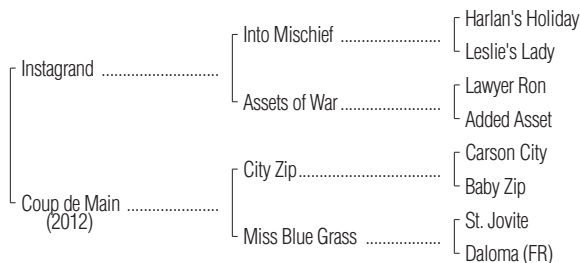 Harlan's Holiday
Into Mischief ........................
Leslie's Lady
Instagrand ............................
Lawyer Ron
Assets of War ........................
Added Asset
Carson City
City Zip ..................................
Baby Zip
Coup de Main ......................
(2012)
St. Jovite
Miss Blue Grass ..................
Daloma (FR)